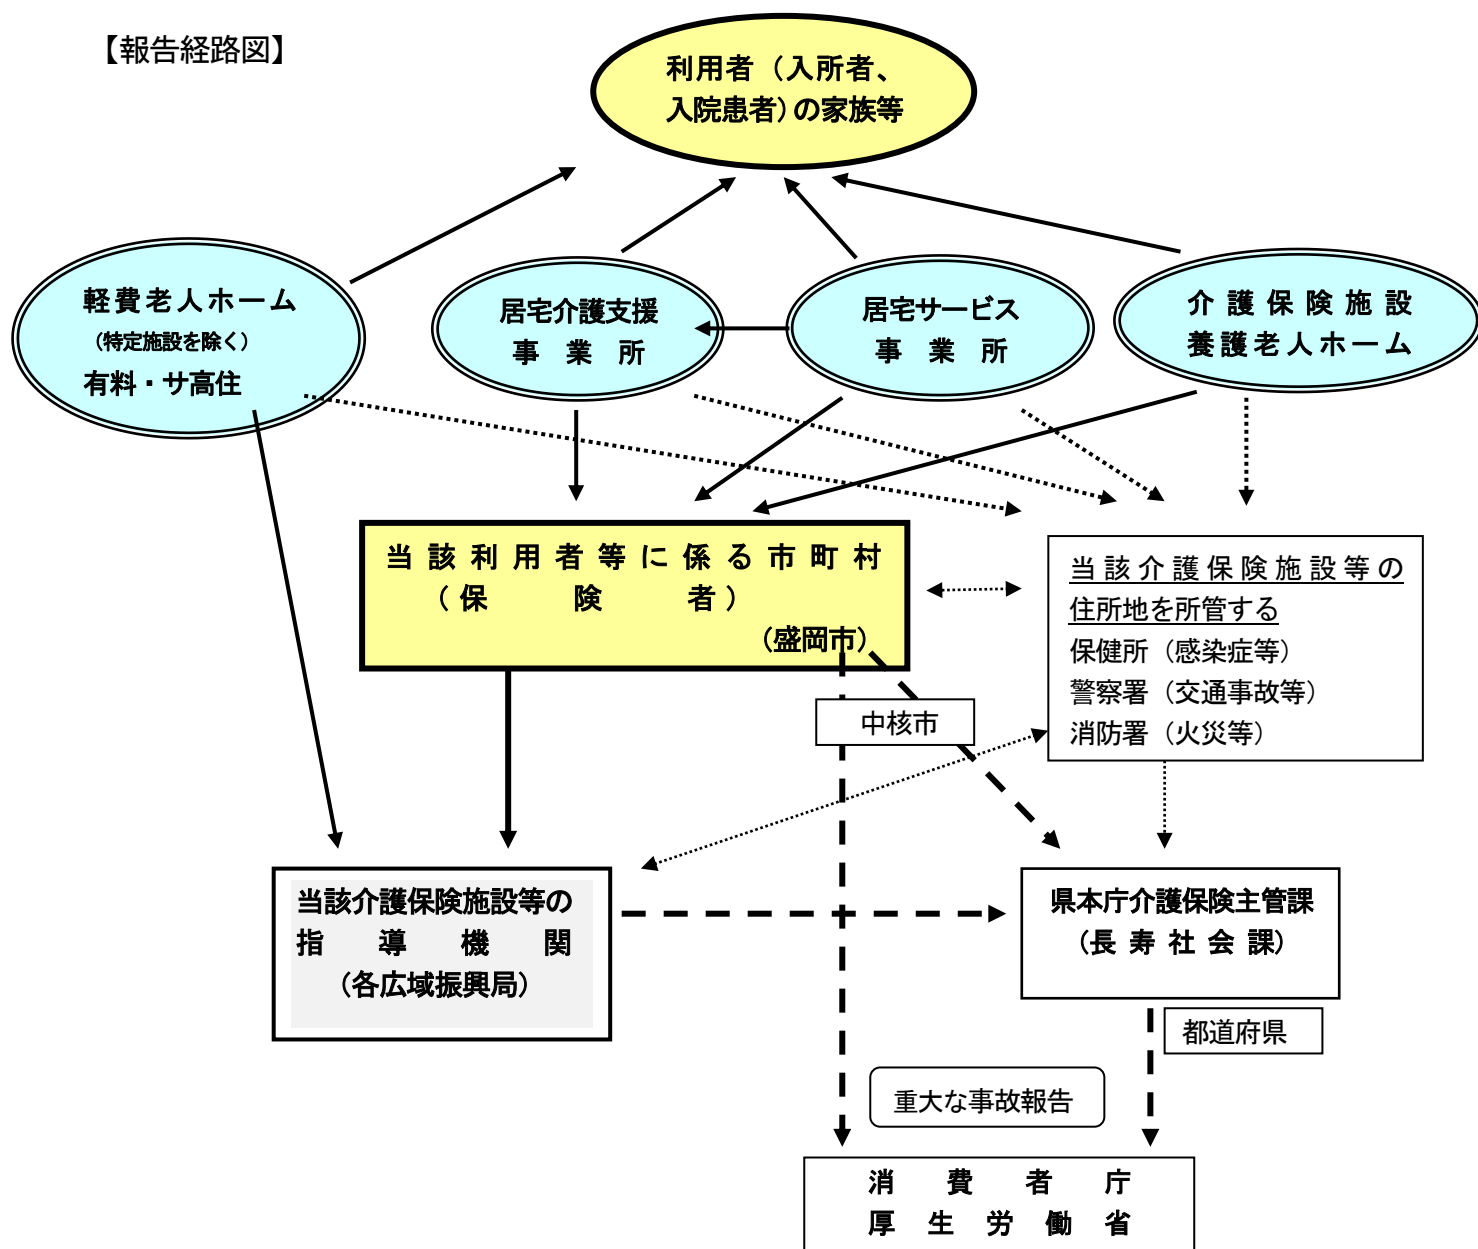 【報告経路図】
利用者（入所者、
入院患者）の家族等
軽費老人ホーム
（特定施設を除く）
有料・サ高住
居宅介護支援
事業所
居宅サービス
事業所
介護保険施設
養護老人ホーム
当該利用者等に係る市町村
（保険者）
（盛岡市）
当該介護保険施設等の
住所地を所管する
保健所（感染症等）
警察署（交通事故等）
消防署（火災等）
中核市
当該介護保険施設等の
指導機関
（各広域振興局）
県本庁介護保険主管課
（長寿社会課）
都道府県
重大な事故報告
消費者庁
厚生労働省